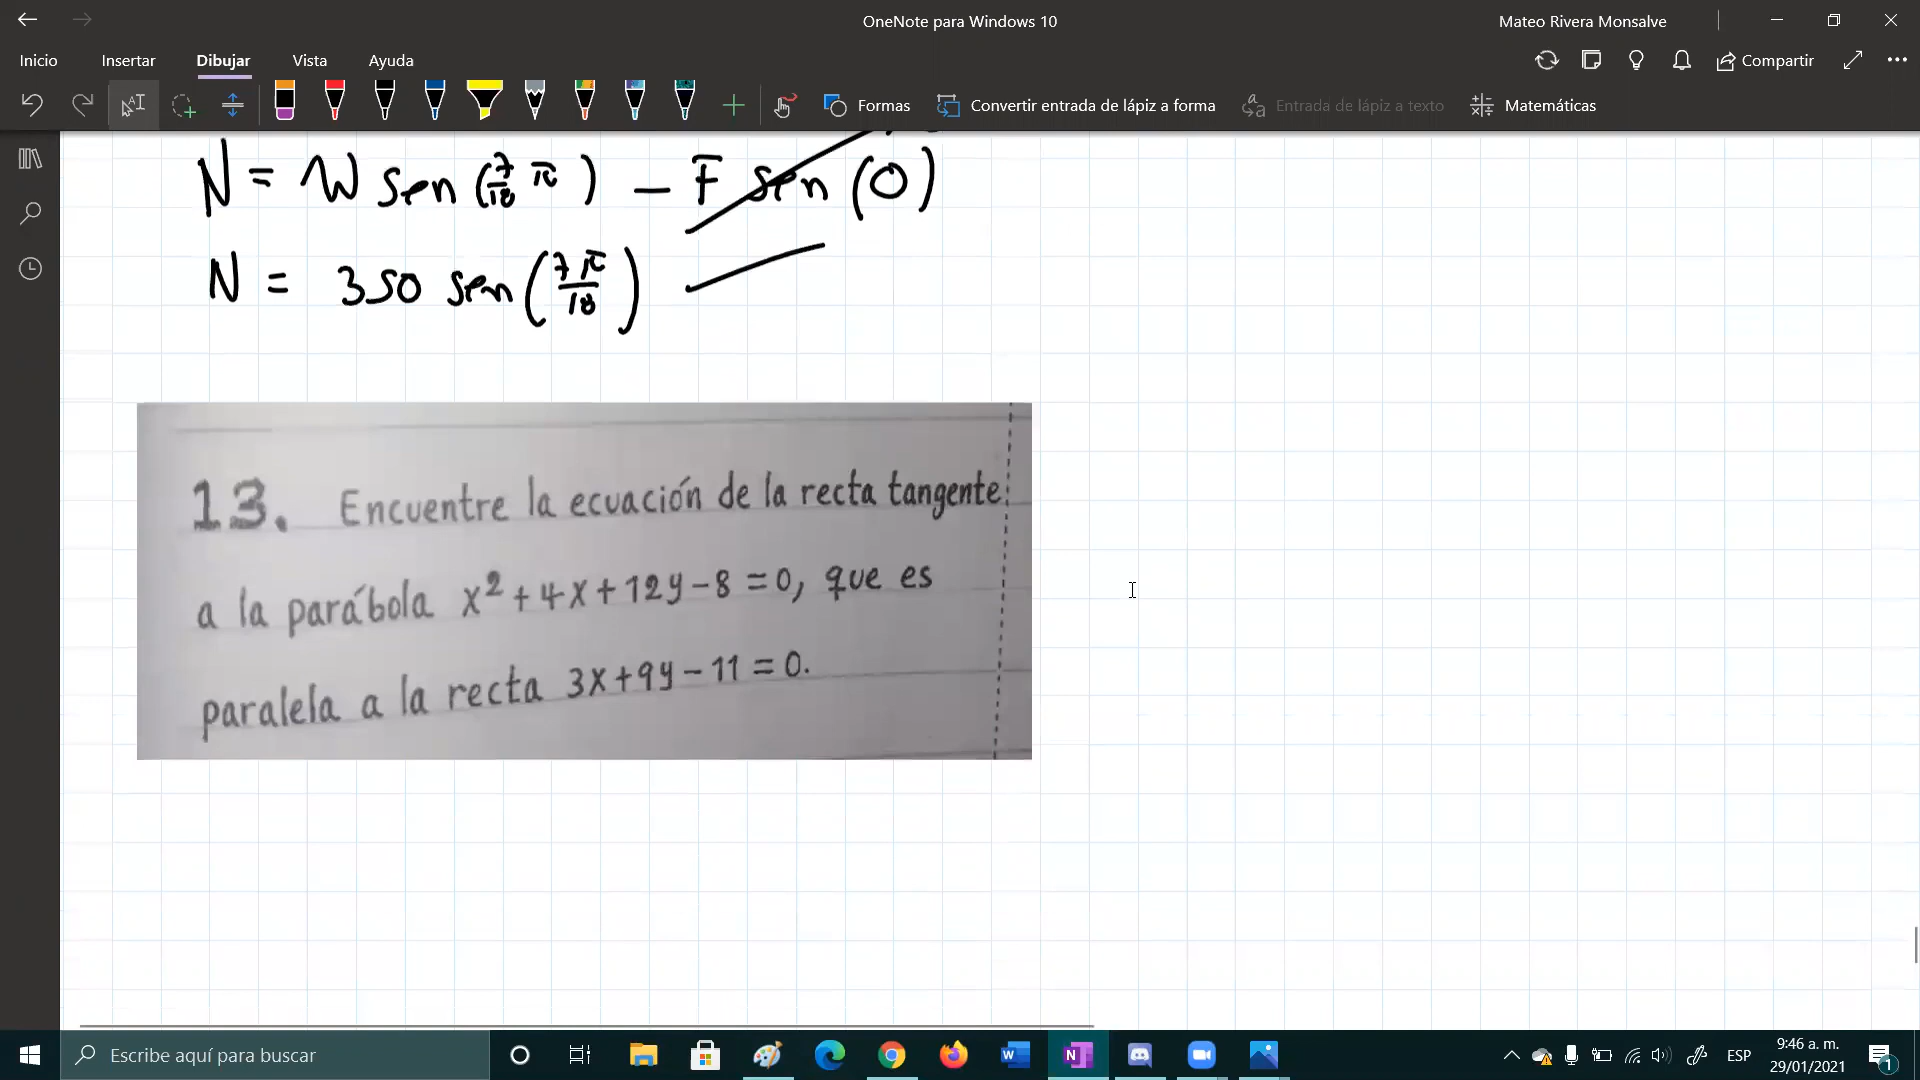 OneNote para Windows 10
Mateo Rivera Monsalve
Inicio Insertar Dibujar Vista Ayuda
Compartir
Formas Convertir entrada de lápiz a forma Entrada de lápiz a texto Matemáticas
N = W sen (7/18 π) - F sen (0)
N = 350 sen (7π/18)
13. Encuentre la ecuación de la recta tangente
a la parábola x² + 4x + 12y - 8 = 0, que es
paralela a la recta 3x + 9y - 11 = 0.
Escribe aquí para buscar
ESP
9:46 a. m.
29/01/2021
1